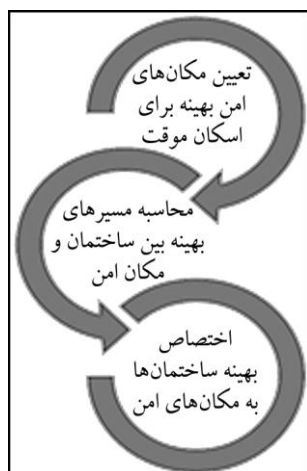 تعیین مکان‌های
امن بهینه برای
اسکان موقت
محاسبه مسیرهای
بهینه بین ساختمان و
مکان امن
اختصاص
بهینه ساختمان‌ها
به مکان‌های امن